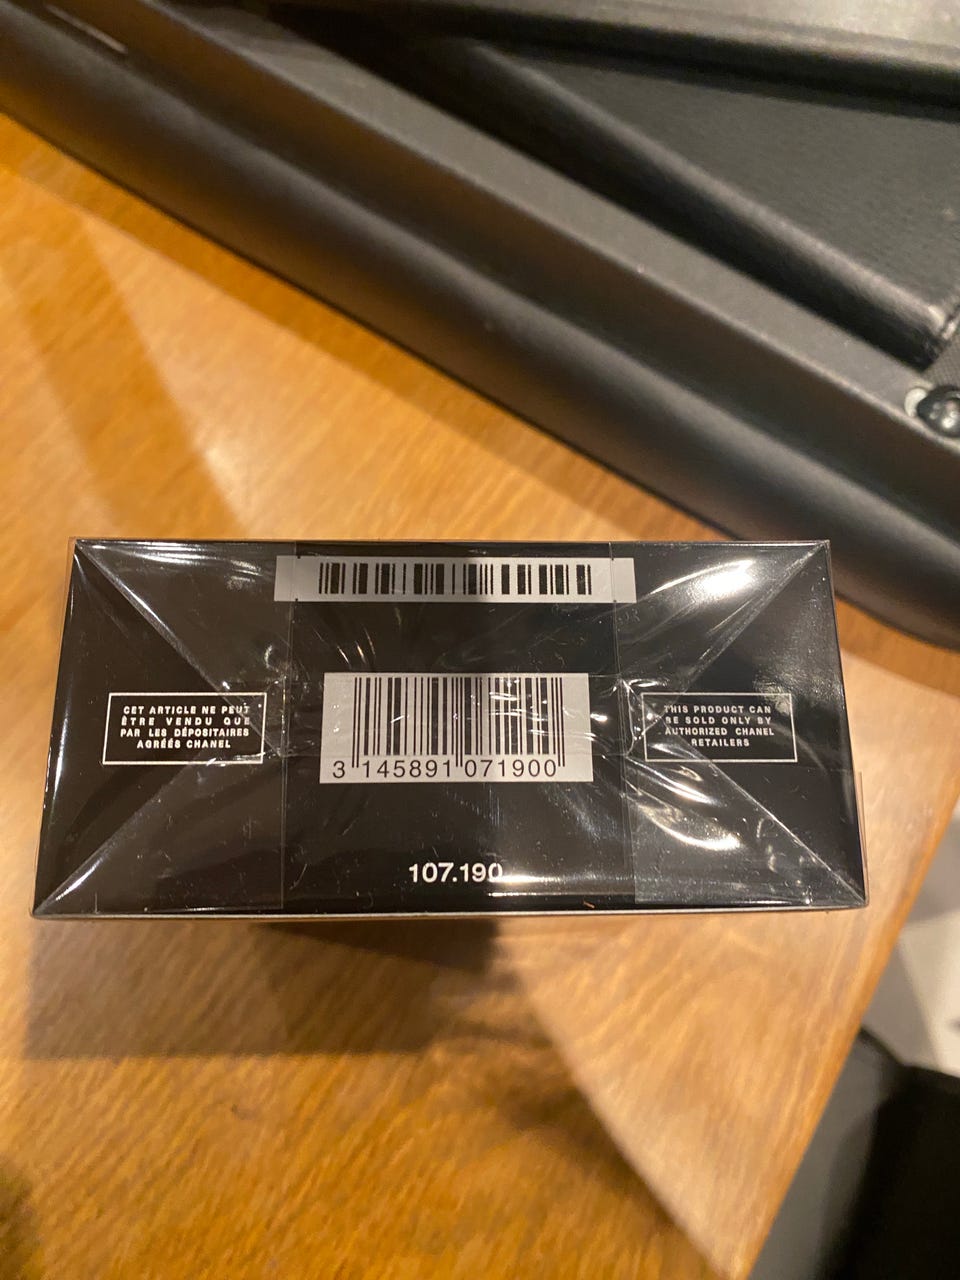 CET ARTICLE NE PEUT
ÊTRE VENDU QUE
PAR LES DÉPOSITAIRES
AGRÉÉS CHANEL
3 145891 071900
THIS PRODUCT CAN
BE SOLD ONLY BY
AUTHORIZED CHANEL
RETAILERS
107.190